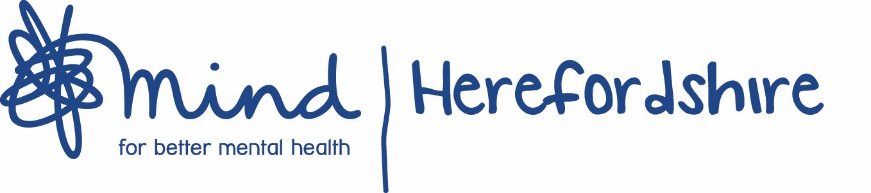 mind
for better mental health
Herefordshire